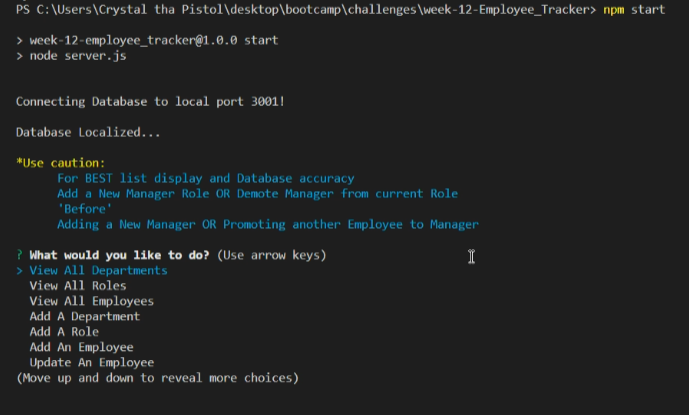 PS C:\Users\Crystal tha Pistol\desktop\bootcamp\challenges\week-12-Employee_Tracker> npm start
> week-12-employee_tracker@1.0.0 start
> node server.js
Connecting Database to local port 3001!
Database Localized...
*Use caution:
For BEST list display and Database accuracy
Add a New Manager Role OR Demote Manager from current Role
'Before'
Adding a New Manager OR Promoting another Employee to Manager
? What would you like to do? (Use arrow keys)
> View All Departments
View All Roles
View All Employees
Add A Department
Add A Role
Add An Employee
Update An Employee
(Move up and down to reveal more choices)